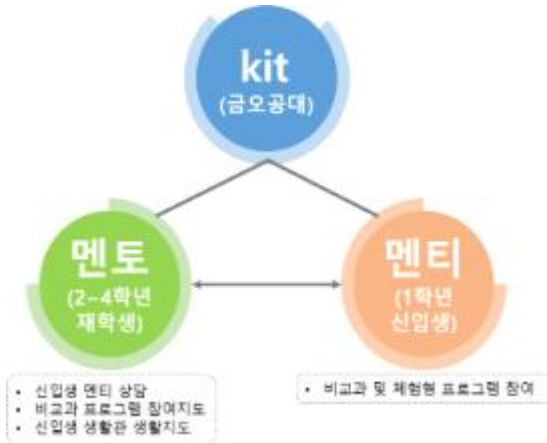 kit
(금오공대)
멘토
(2~4학년
재학생)
멘티
(1학년
신입생)
• 신입생 멘티 상담
• 비교과 프로그램 참여지도
• 신입생 생활관 생활지도
• 비교과 및 체험형 프로그램 참여